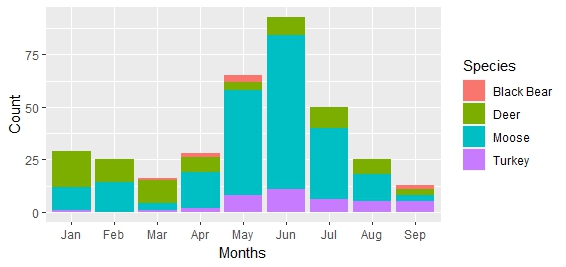 Count
75
50
25
0
Jan Feb Mar Apr May Jun Jul Aug Sep
Months
Species
Black Bear
Deer
Moose
Turkey